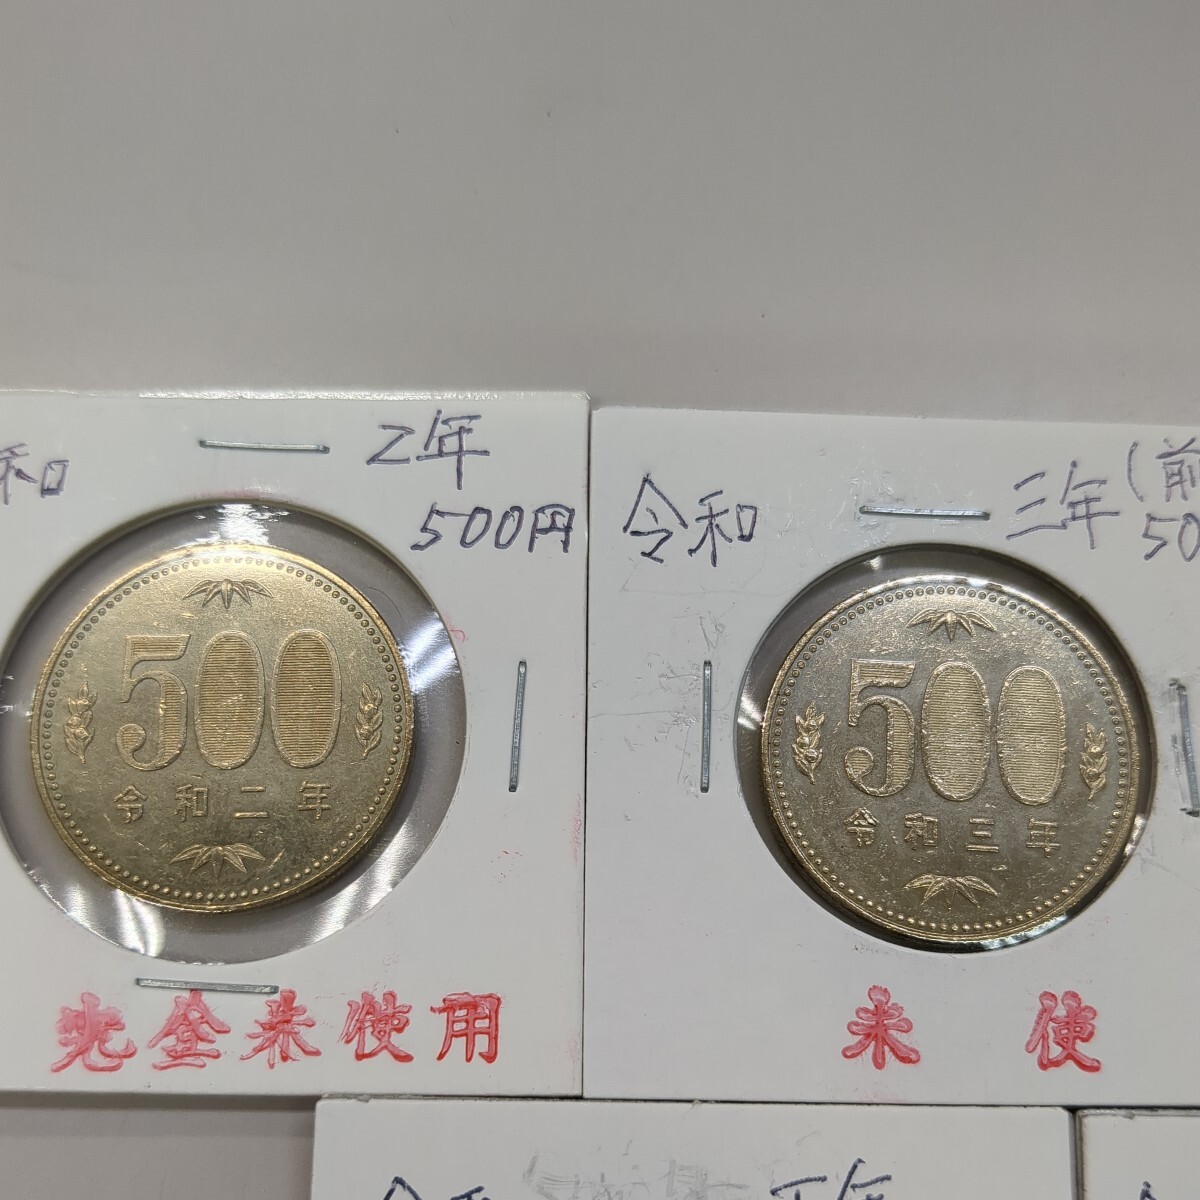 和 2年
500円
500
令和二年
完全未使用
令和 三年(前
50
500
令和三年
未使